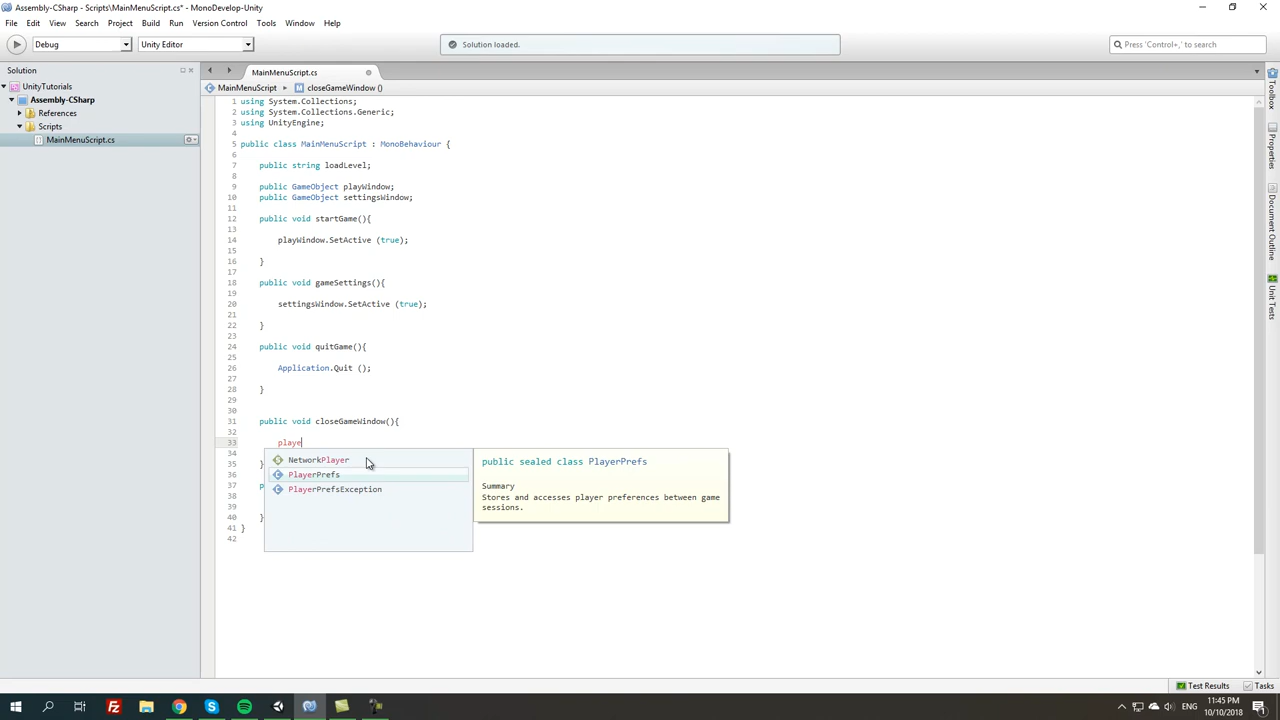 Assembly-CSharp - Scripts\MainMenuScript.cs* - MonoDevelop-Unity
File Edit View Search Project Build Run Version Control Tools Help
Debug Unity Editor Solution loaded. Press 'Control+,' to search
Solution
MainMenuScript.cs
UnityTutorials
MainMenuScript closeGameWindow ()
Assembly-CSharp
References
Scripts
MainMenuScript.cs
1 using System.Collections;
2 using System.Collections.Generic;
3 using UnityEngine;
4
5 public class MainMenuScript : MonoBehaviour {
6
7 public string loadLevel;
8
9 public GameObject playWindow;
10 public GameObject settingsWindow;
11
12 public void startGame(){
13
14 playWindow.SetActive (true);
15
16 }
17
18 public void gameSettings(){
19
20 settingsWindow.SetActive (true);
21
22 }
23
24 public void quitGame(){
25
26 Application.Quit ();
27
28 }
29
30
31 public void closeGameWindow(){
32
33 playe
34
35 }
36
37 p
38
39
40 }
41 }
42
NetworkPlayer
PlayerPrefs
PlayerPrefsException
public sealed class PlayerPrefs
Summary
Stores and accesses player preferences between game
sessions.
Toolbox
Properties
Document Outline
Unit Tests
Test Results Tasks
ENG
11:45 PM
10/10/2018
1